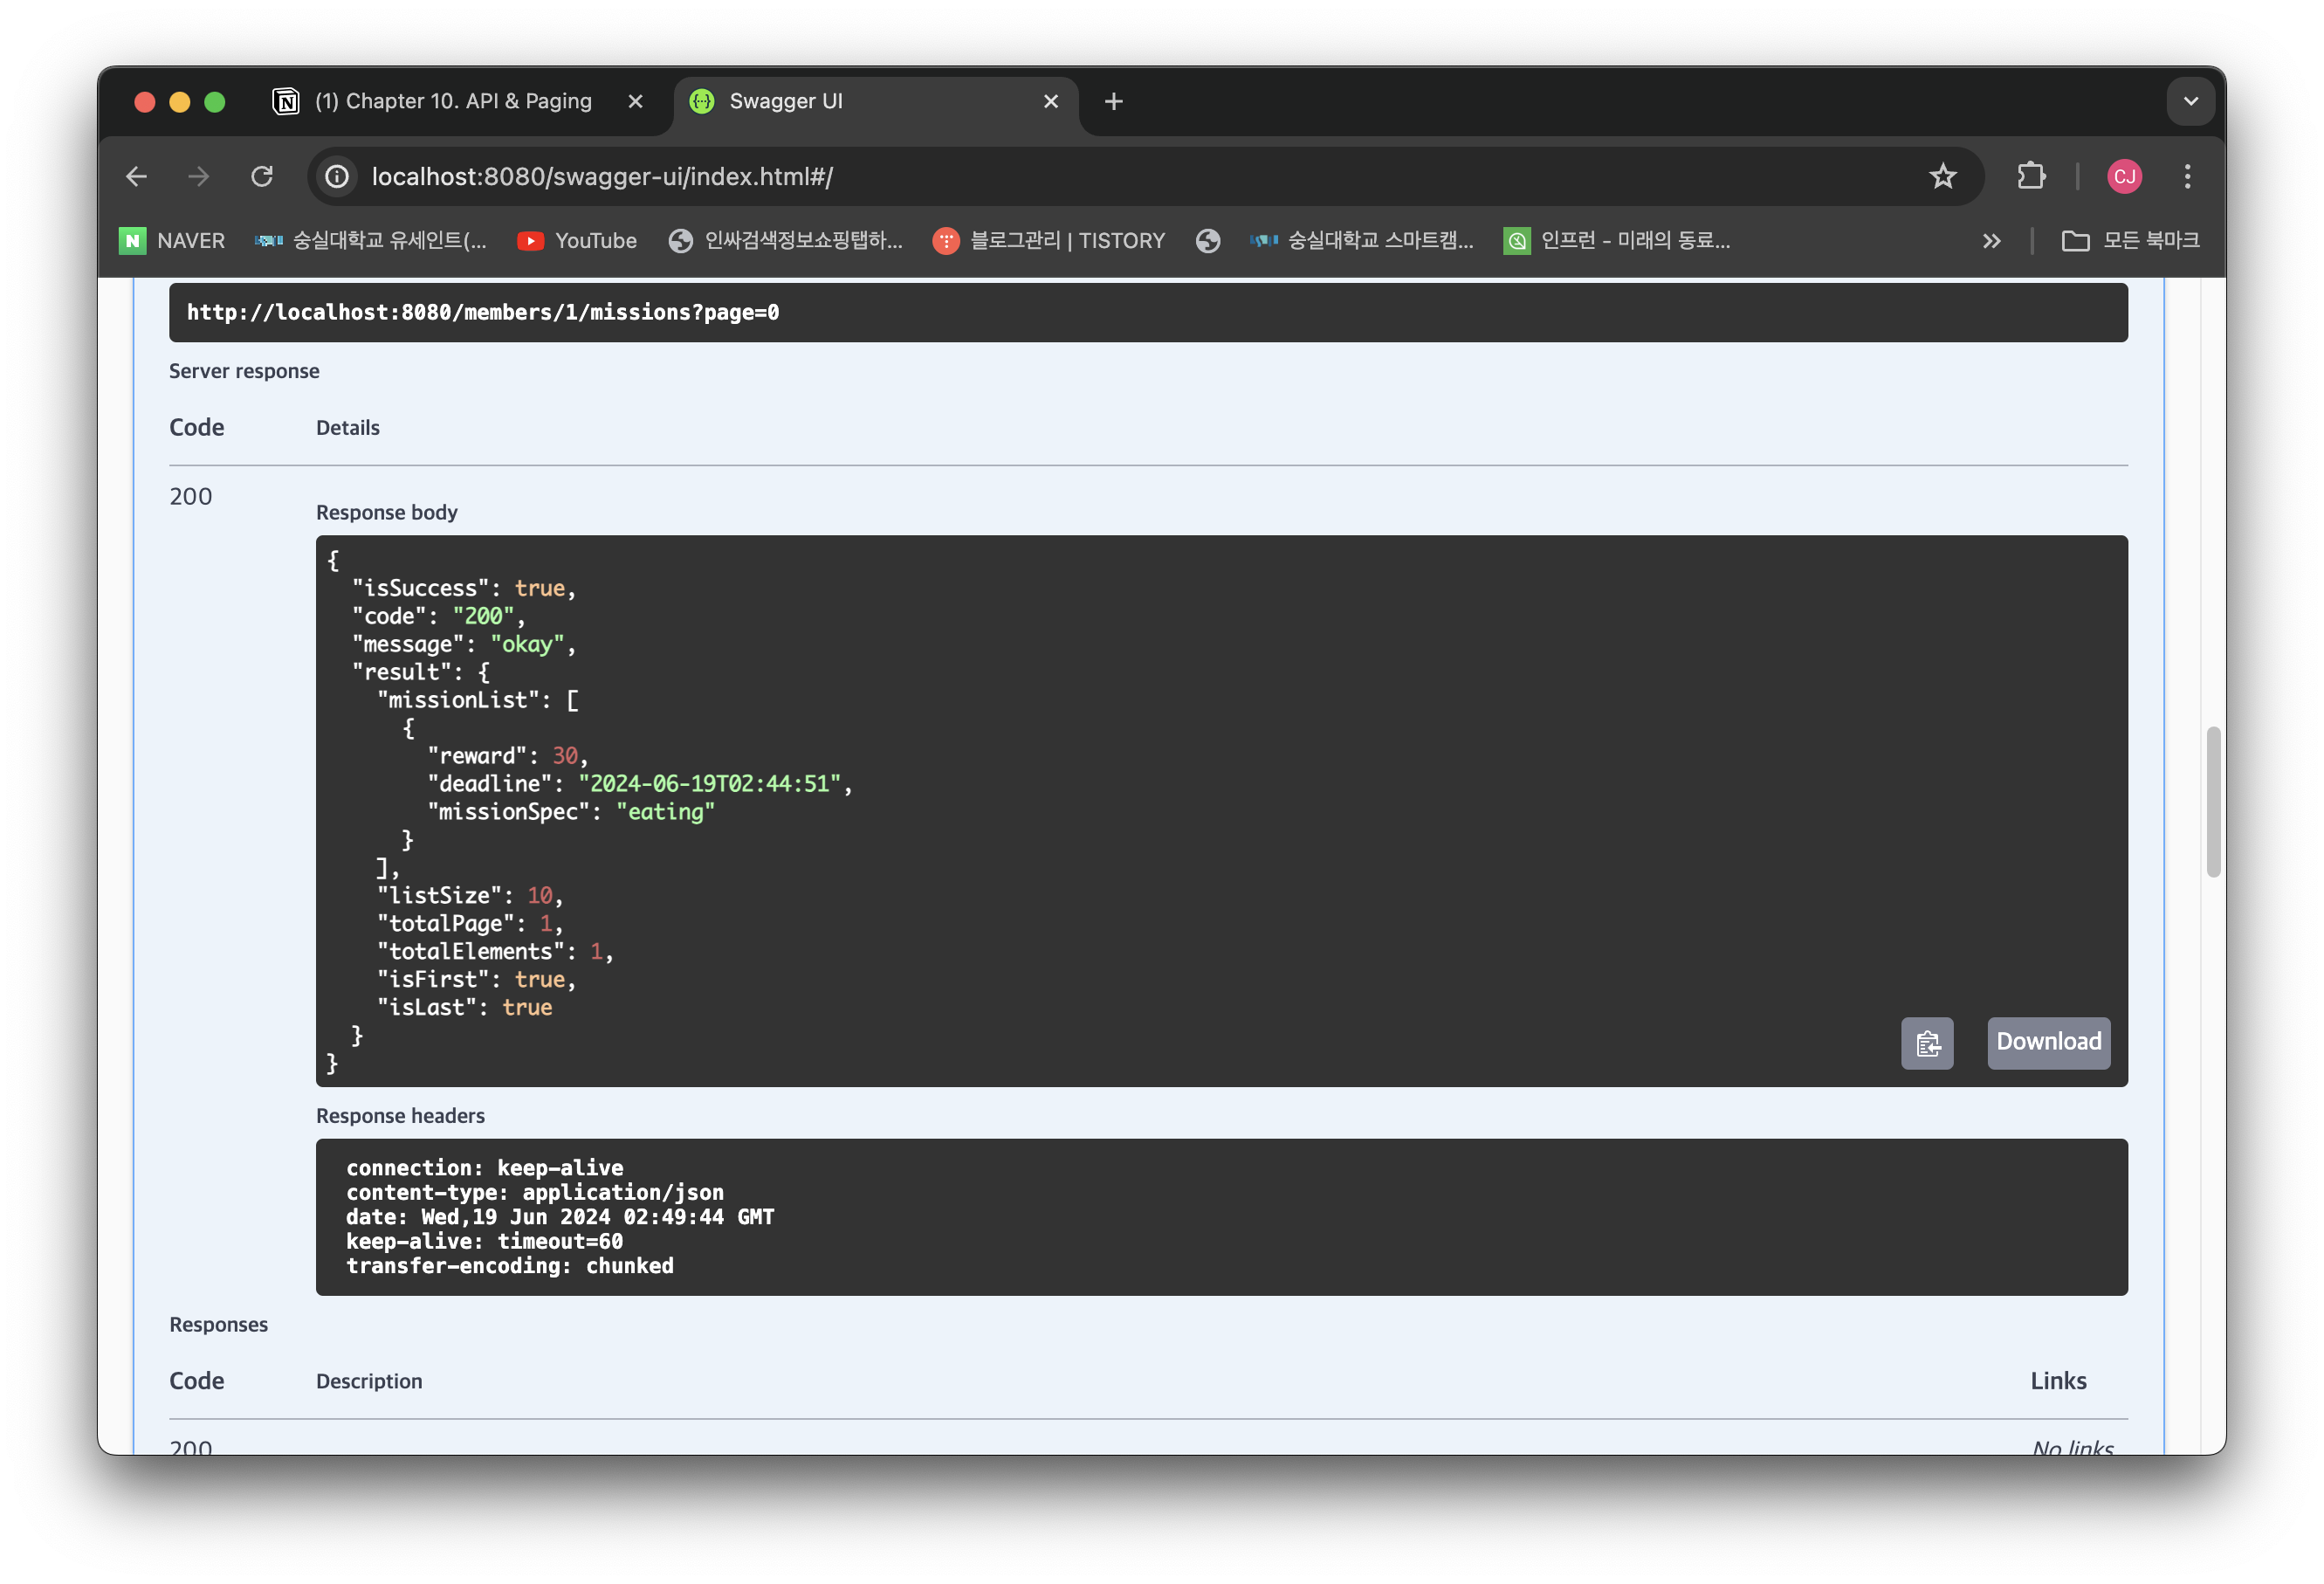 (1) Chapter 10. API & Paging
Swagger UI
localhost:8080/swagger-ui/index.html#/
CJ
NAVER
숭실대학교 유세인트(...
YouTube
인싸검색정보쇼핑탭하...
블로그관리 | TISTORY
숭실대학교 스마트캠...
인프런 - 미래의 동료...
모든 북마크
http://localhost:8080/members/1/missions?page=0
Server response
Code Details
200
Response body
{
"isSuccess": true,
"code": "200",
"message": "okay",
"result": {
"missionList": [
{
"reward": 30,
"deadline": "2024-06-19T02:44:51",
"missionSpec": "eating"
}
],
"listSize": 10,
"totalPage": 1,
"totalElements": 1,
"isFirst": true,
"isLast": true
}
}
Download
Response headers
connection: keep-alive
content-type: application/json
date: Wed,19 Jun 2024 02:49:44 GMT
keep-alive: timeout=60
transfer-encoding: chunked
Responses
Code Description Links
200 No links